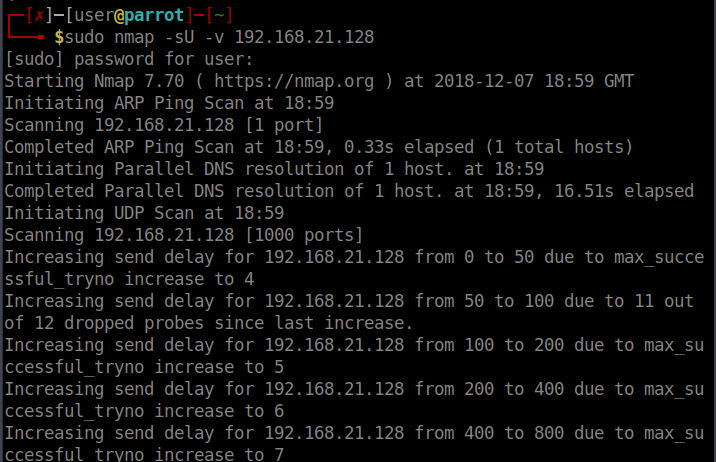 ┌─[✗]─[user@parrot]─[~]
└──╼ $sudo nmap -sU -v 192.168.21.128
[sudo] password for user:
Starting Nmap 7.70 ( https://nmap.org ) at 2018-12-07 18:59 GMT
Initiating ARP Ping Scan at 18:59
Scanning 192.168.21.128 [1 port]
Completed ARP Ping Scan at 18:59, 0.33s elapsed (1 total hosts)
Initiating Parallel DNS resolution of 1 host. at 18:59
Completed Parallel DNS resolution of 1 host. at 18:59, 16.51s elapsed
Initiating UDP Scan at 18:59
Scanning 192.168.21.128 [1000 ports]
Increasing send delay for 192.168.21.128 from 0 to 50 due to max_succe
ssful_tryno increase to 4
Increasing send delay for 192.168.21.128 from 50 to 100 due to 11 out
of 12 dropped probes since last increase.
Increasing send delay for 192.168.21.128 from 100 to 200 due to max_su
ccessful_tryno increase to 5
Increasing send delay for 192.168.21.128 from 200 to 400 due to max_su
ccessful_tryno increase to 6
Increasing send delay for 192.168.21.128 from 400 to 800 due to max_su
ccessful_tryno increase to 7